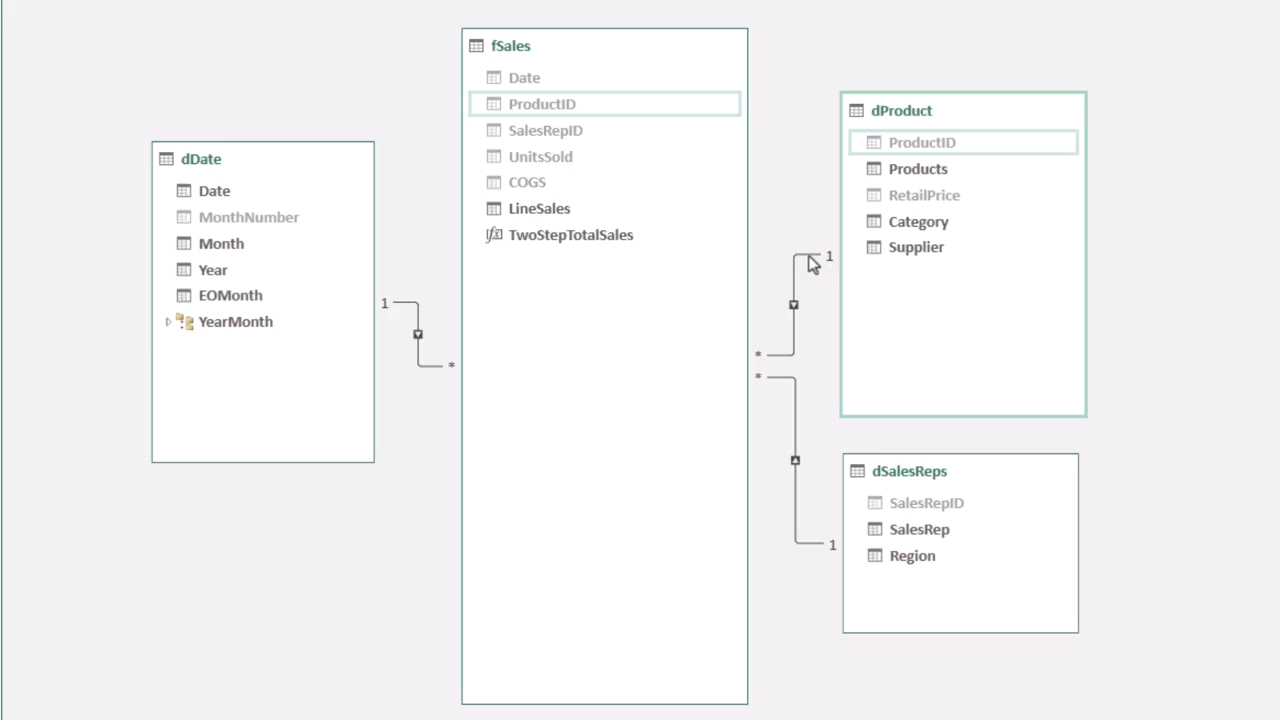 dDate
Date
MonthNumber
Month
Year
EOMonth
YearMonth
1
*
fSales
Date
ProductID
SalesRepID
UnitsSold
COGS
LineSales
fx TwoStepTotalSales
1
*
*
1
dProduct
ProductID
Products
RetailPrice
Category
Supplier
dSalesReps
SalesRepID
SalesRep
Region